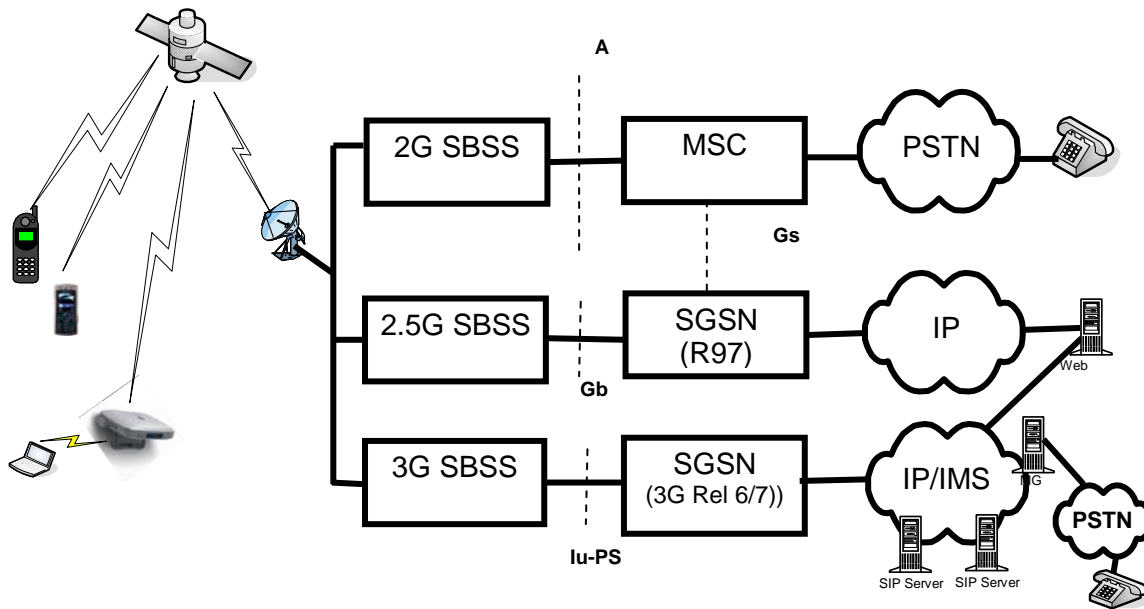 A
2G SBSS
MSC
PSTN
Gs
2.5G SBSS
SGSN
(R97)
IP
Web
Gb
3G SBSS
SGSN
(3G Rel 6/7))
IP/IMS
MG
PSTN
Iu-PS
SIP Server
SIP Server